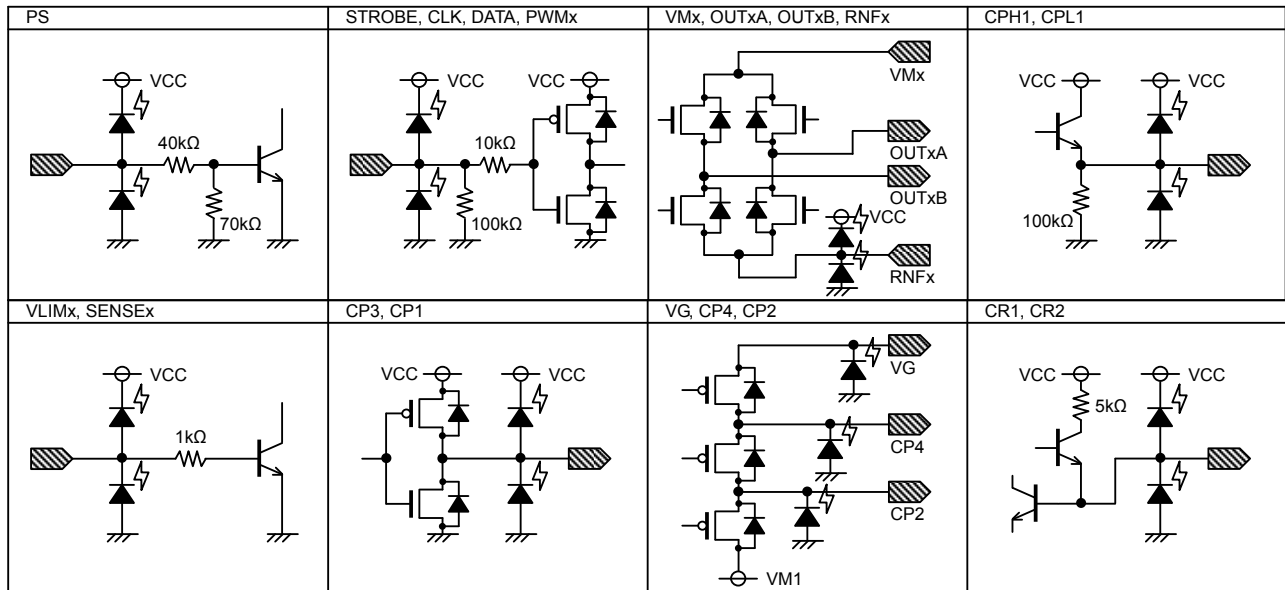 PS
STROBE, CLK, DATA, PWMx
VMx, OUTxA, OUTxB, RNFx
CPH1, CPL1
VCC
40kΩ
70kΩ
VCC
VCC
10kΩ
100kΩ
VMx
OUTxA
OUTxB
VCC
RNFx
VCC
VCC
100kΩ
VLIMx, SENSEx
CP3, CP1
VG, CP4, CP2
CR1, CR2
VCC
1kΩ
VCC
VCC
VG
CP4
CP2
VM1
VCC
VCC
5kΩ